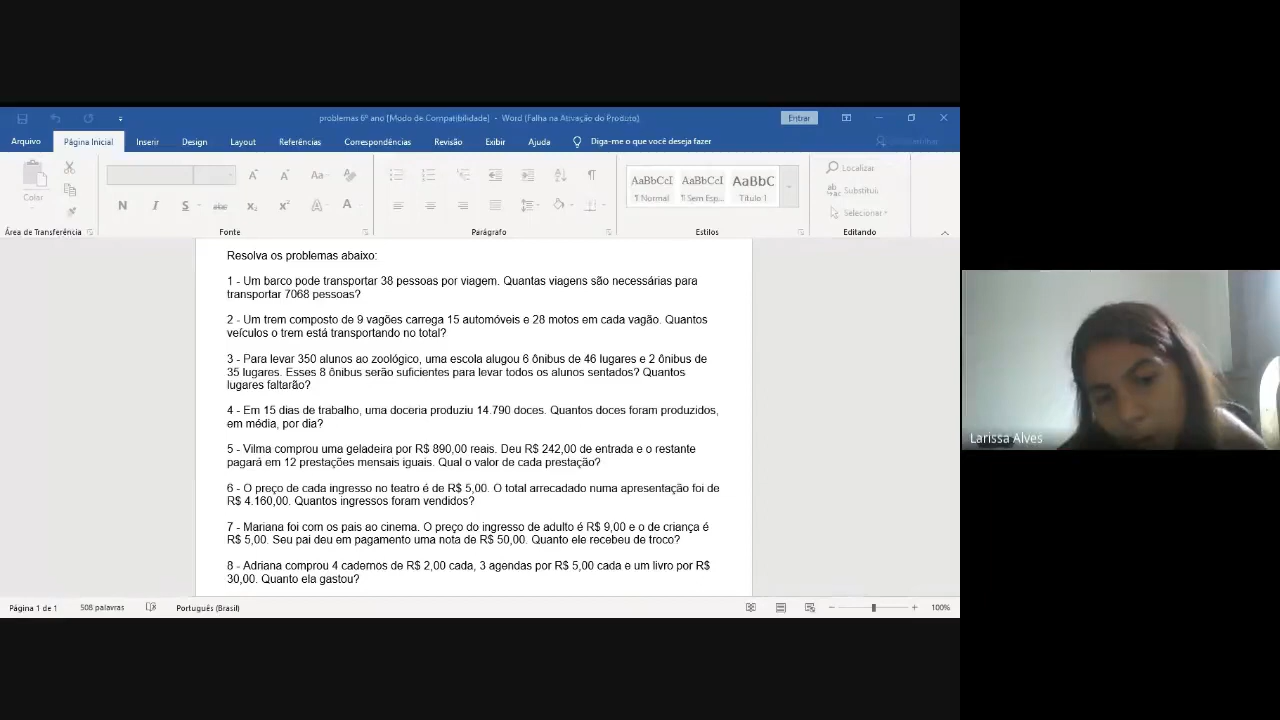 problemas 6º ano [Modo de Compatibilidade] - Word (Falha na Ativação do Produto)
Entrar
Arquivo
Página Inicial
Inserir
Design
Layout
Referências
Correspondências
Revisão
Exibir
Ajuda
Diga-me o que você deseja fazer
Colar
N I S abc x₂ x² A A
Aa
AaBbCcI AaBbCcI AaBbC
¶ Normal ¶ Sem Esp... Título 1
Localizar
Substitui
Selecionar
Área de Transferência
Fonte
Parágrafo
Estilos
Editando
Resolva os problemas abaixo:
1 - Um barco pode transportar 38 pessoas por viagem. Quantas viagens são necessárias para
transportar 7068 pessoas?
2 - Um trem composto de 9 vagões carrega 15 automóveis e 28 motos em cada vagão. Quantos
veículos o trem está transportando no total?
3 - Para levar 350 alunos ao zoológico, uma escola alugou 6 ônibus de 46 lugares e 2 ônibus de
35 lugares. Esses 8 ônibus serão suficientes para levar todos os alunos sentados? Quantos
lugares faltarão?
4 - Em 15 dias de trabalho, uma doceria produziu 14.790 doces. Quantos doces foram produzidos,
em média, por dia?
5 - Vilma comprou uma geladeira por R$ 890,00 reais. Deu R$ 242,00 de entrada e o restante
pagará em 12 prestações mensais iguais. Qual o valor de cada prestação?
6 - O preço de cada ingresso no teatro é de R$ 5,00. O total arrecadado numa apresentação foi de
R$ 4.160,00. Quantos ingressos foram vendidos?
7 - Mariana foi com os pais ao cinema. O preço do ingresso de adulto é R$ 9,00 e o de criança é
R$ 5,00. Seu pai deu em pagamento uma nota de R$ 50,00. Quanto ele recebeu de troco?
8 - Adriana comprou 4 cadernos de R$ 2,00 cada, 3 agendas por R$ 5,00 cada e um livro por R$
30,00. Quanto ela gastou?
Página 1 de 1
508 palavras
Português (Brasil)
100%
Larissa Alves